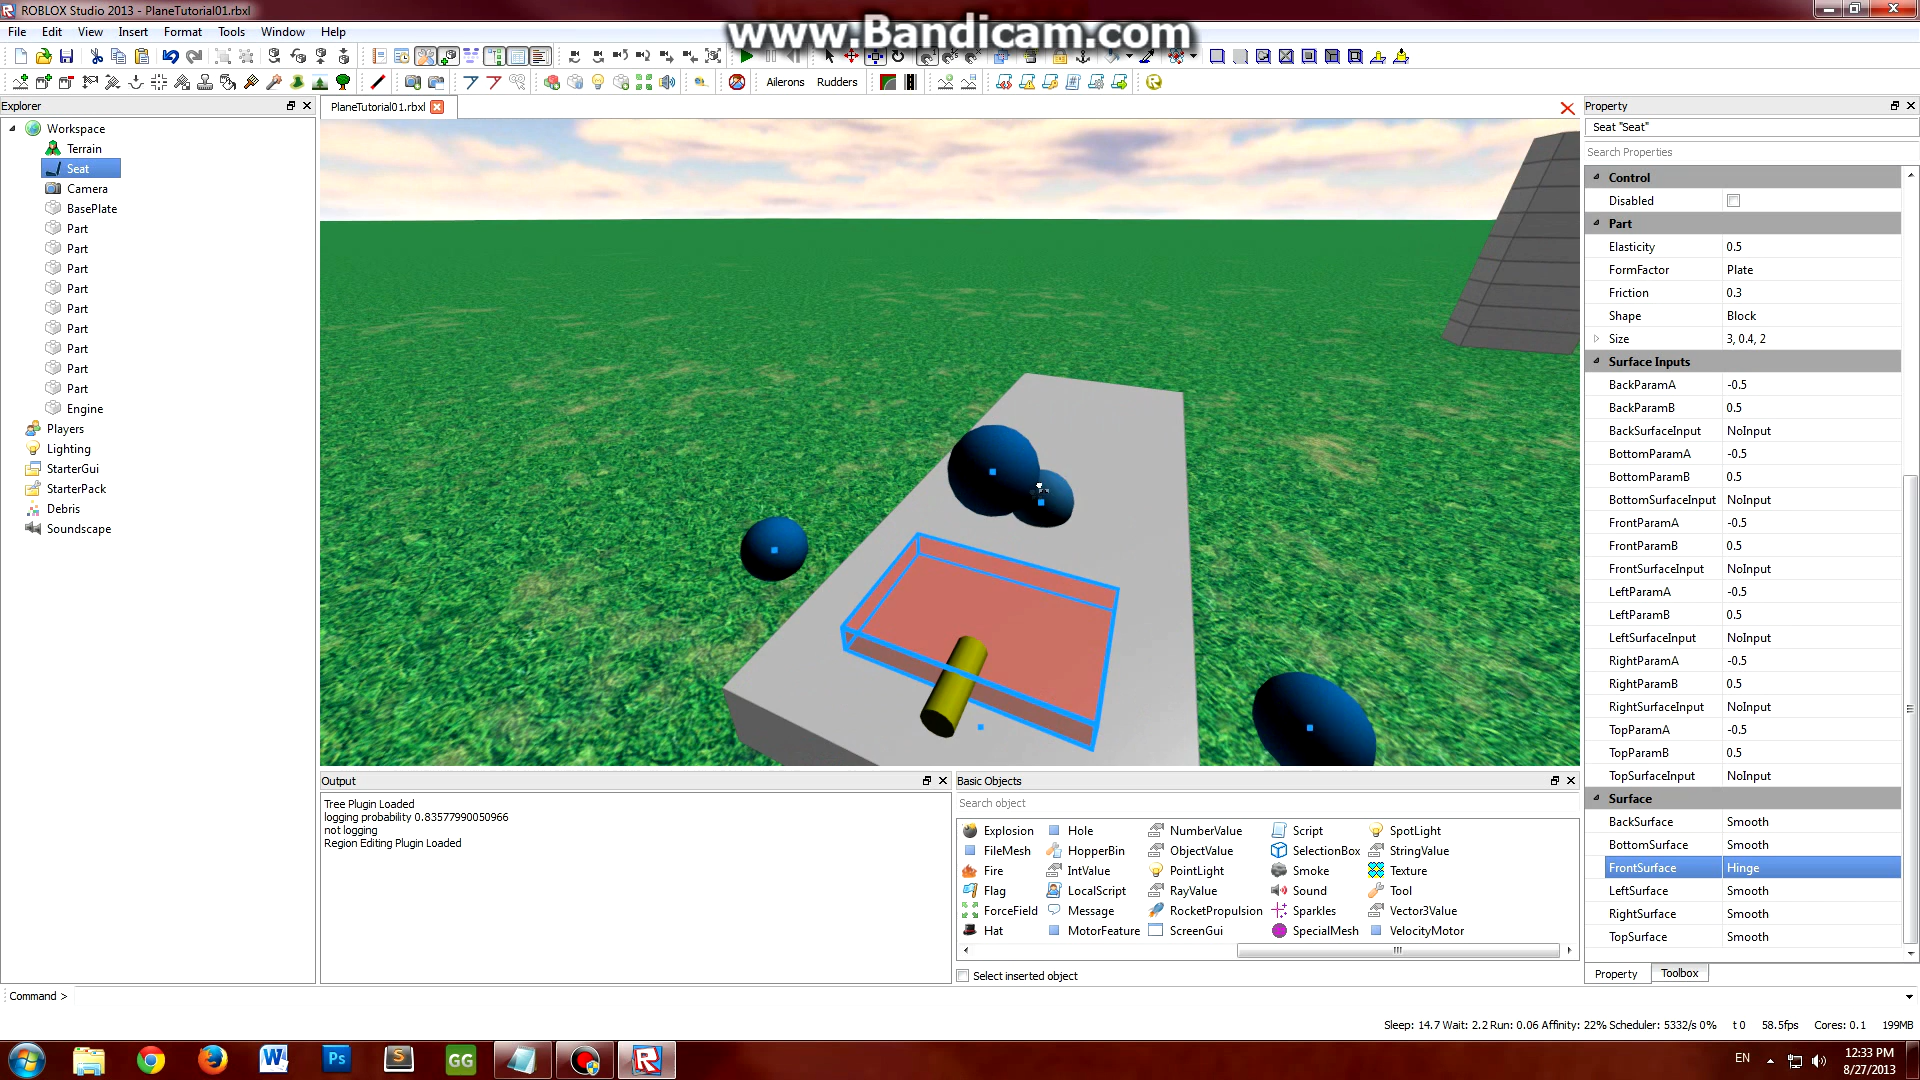 ROBLOX Studio 2013 - PlaneTutorial01.rbxl
www.Bandicam.com
File Edit View Insert Format Tools Window Help
Ailerons Rudders
Explorer
PlaneTutorial01.rbxl
Property
Workspace
Terrain
Seat
Camera
BasePlate
Part
Part
Part
Part
Part
Part
Part
Part
Part
Engine
Players
Lighting
StarterGui
StarterPack
Debris
Soundscape
Seat "Seat"
Search Properties
Control
Disabled
Part
Elasticity 0.5
FormFactor Plate
Friction 0.3
Shape Block
Size 3, 0.4, 2
Surface Inputs
BackParamA -0.5
BackParamB 0.5
BackSurfaceInput NoInput
BottomParamA -0.5
BottomParamB 0.5
BottomSurfaceInput NoInput
FrontParamA -0.5
FrontParamB 0.5
FrontSurfaceInput NoInput
LeftParamA -0.5
LeftParamB 0.5
LeftSurfaceInput NoInput
RightParamA -0.5
RightParamB 0.5
RightSurfaceInput NoInput
TopParamA -0.5
TopParamB 0.5
TopSurfaceInput NoInput
Surface
BackSurface Smooth
BottomSurface Smooth
FrontSurface Hinge
LeftSurface Smooth
RightSurface Smooth
TopSurface Smooth
Property Toolbox
Output
Tree Plugin Loaded
logging probability 0.83577990050966
not logging
Region Editing Plugin Loaded
Basic Objects
Search object
Explosion Hole NumberValue Script SpotLight
FileMesh HopperBin ObjectValue SelectionBox StringValue
Fire IntValue PointLight Smoke Texture
Flag LocalScript RayValue Sound Tool
ForceField Message RocketPropulsion Sparkles Vector3Value
Hat MotorFeature ScreenGui SpecialMesh VelocityMotor
Select inserted object
Command >
Sleep: 14.7 Wait: 2.2 Run: 0.06 Affinity: 22% Scheduler: 5332/s 0% t 0 58.5fps Cores: 0.1 199MB
W Ps S GG
EN
12:33 PM
8/27/2013